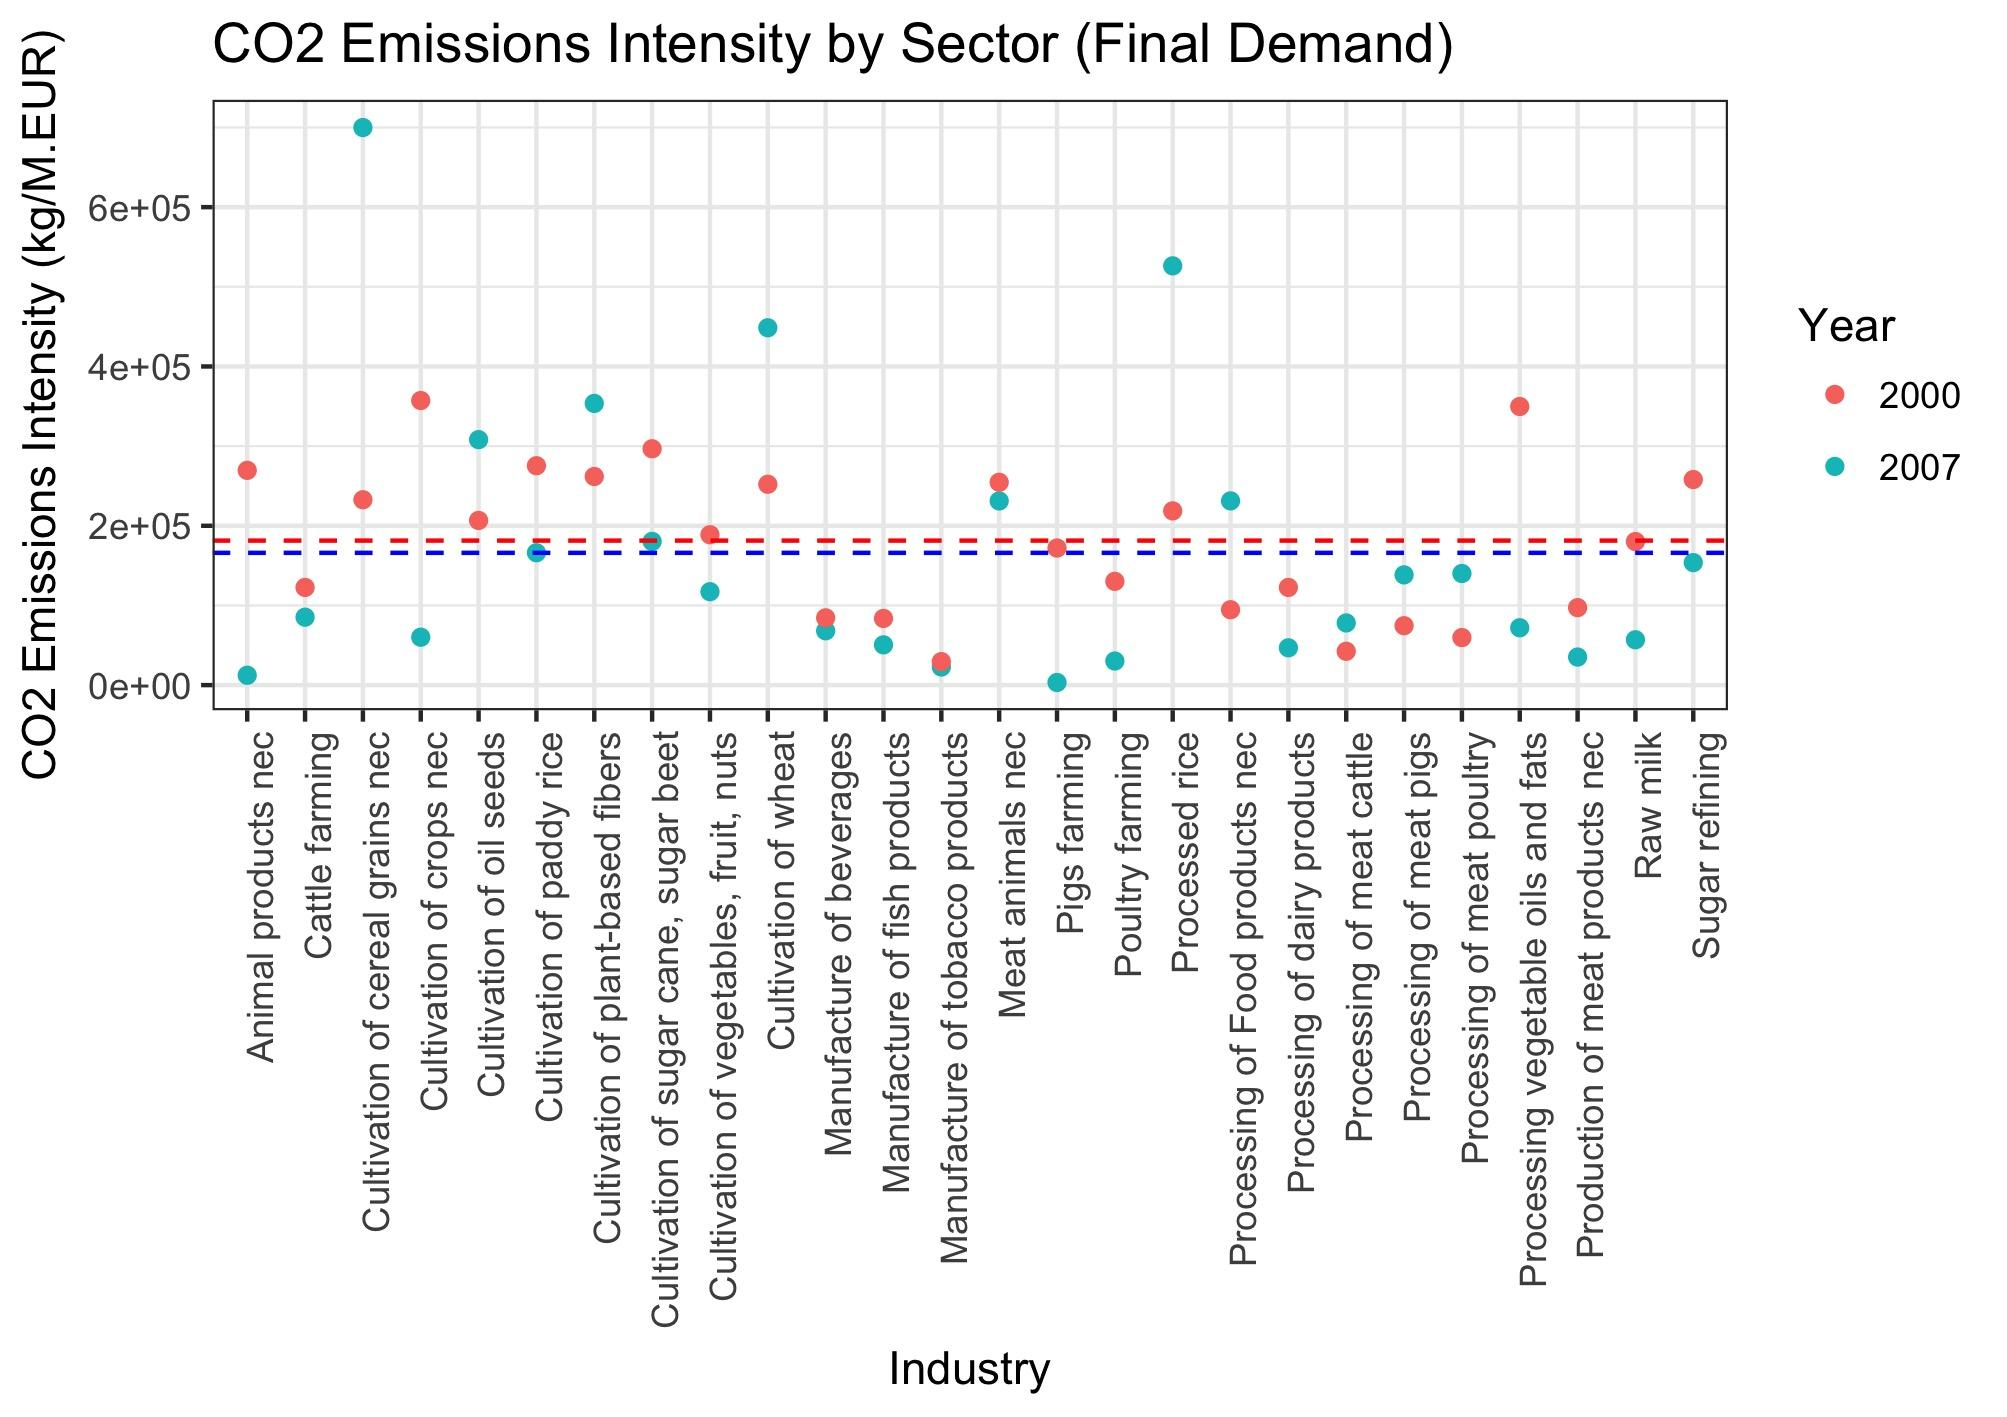 CO2 Emissions Intensity by Sector (Final Demand)
CO2 Emissions Intensity (kg/M.EUR)
6e+05
4e+05
2e+05
0e+00
Animal products nec
Cattle farming
Cultivation of cereal grains nec
Cultivation of crops nec
Cultivation of oil seeds
Cultivation of paddy rice
Cultivation of plant-based fibers
Cultivation of sugar cane, sugar beet
Cultivation of vegetables, fruit, nuts
Cultivation of wheat
Manufacture of beverages
Manufacture of fish products
Manufacture of tobacco products
Meat animals nec
Pigs farming
Poultry farming
Processed rice
Processing of Food products nec
Processing of dairy products
Processing of meat cattle
Processing of meat pigs
Processing of meat poultry
Processing vegetable oils and fats
Production of meat products nec
Raw milk
Sugar refining
Industry
Year
2000
2007